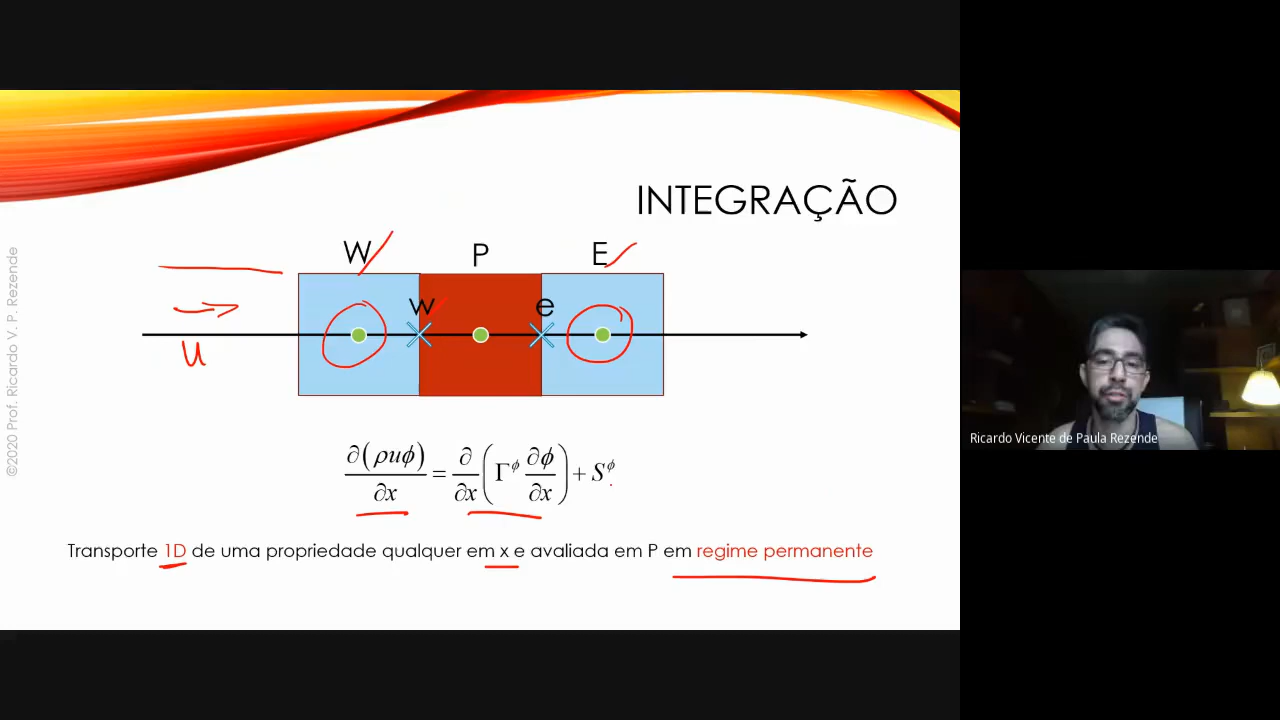 INTEGRAÇÃO
W P E
w e
u
∂(ρuϕ)/∂x = ∂/∂x (Γ^ϕ ∂ϕ/∂x) + S^ϕ
Transporte 1D de uma propriedade qualquer em x e avaliada em P em regime permanente
©2020 Prof. Ricardo V. P. Rezende
Ricardo Vicente de Paula Rezende